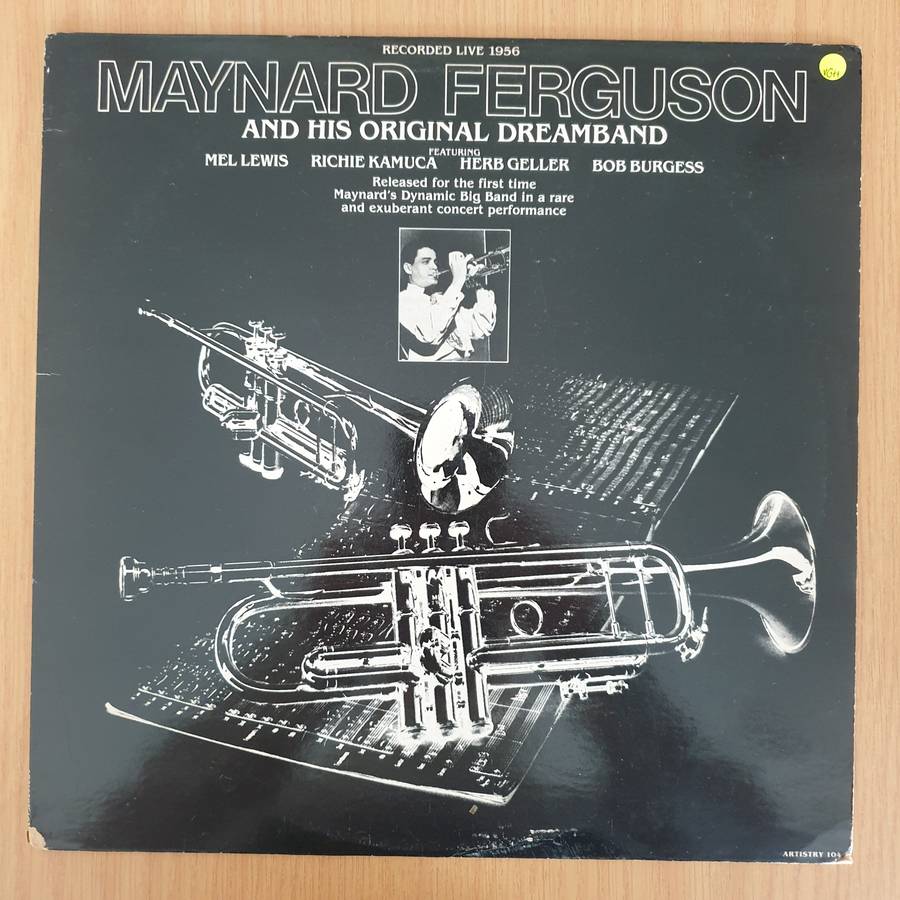 RECORDED LIVE 1956
MAYNARD FERGUSON
VG++
AND HIS ORIGINAL DREAMBAND
FEATURING
MEL LEWIS RICHIE KAMUCA HERB GELLER BOB BURGESS
Released for the first time
Maynard's Dynamic Big Band in a rare
and exuberant concert performance
ARTISTRY